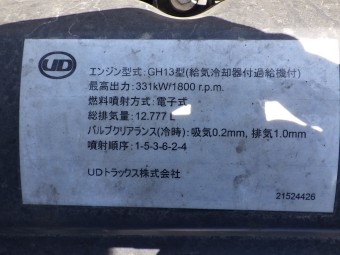 UD
エンジン型式:GH13型(給気冷却器付過給機付)
最高出力:331kW/1800 r.p.m.
燃料噴射方式:電子式
総排気量:12.777 L
バルブクリアランス(冷時):吸気0.2mm, 排気1.0mm
噴射順序:1-5-3-6-2-4
UDトラックス株式会社
21524426